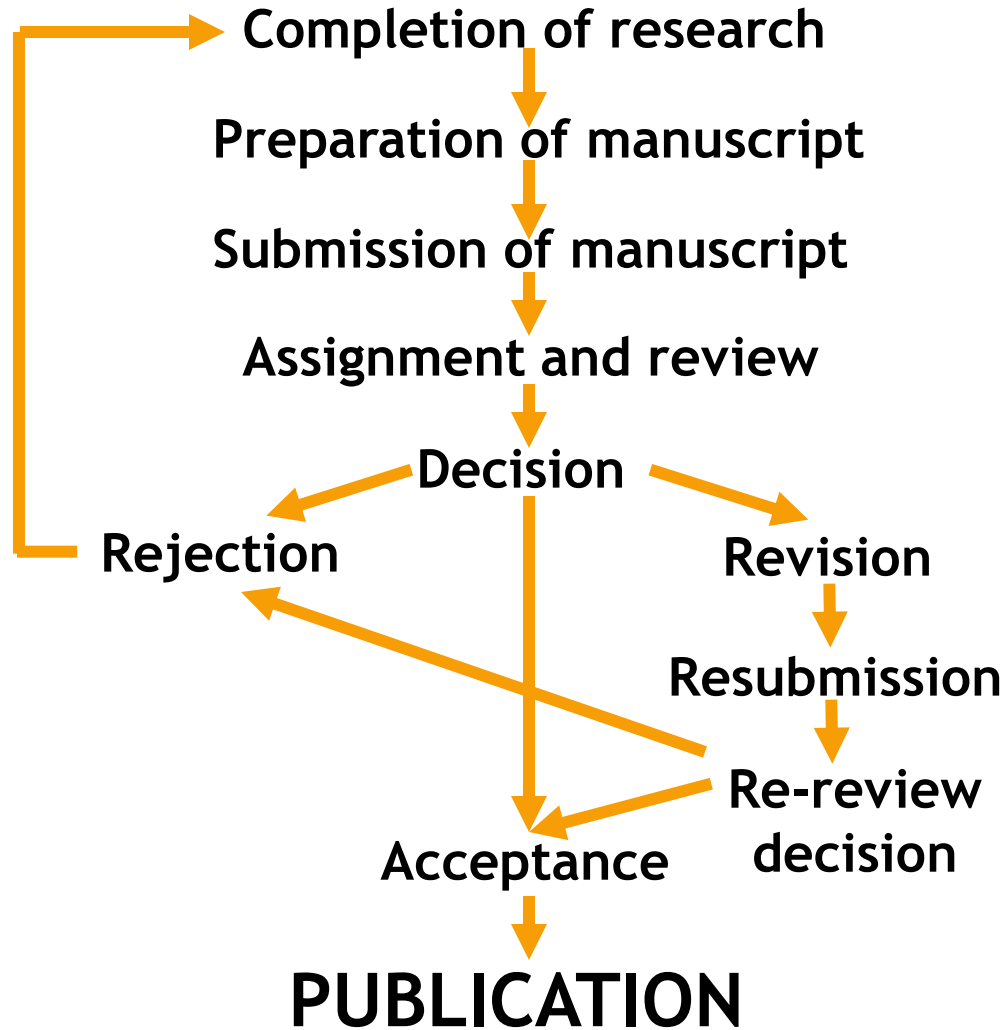 Completion of research
Preparation of manuscript
Submission of manuscript
Assignment and review
Decision
Rejection
Revision
Resubmission
Re-review
decision
Acceptance
PUBLICATION